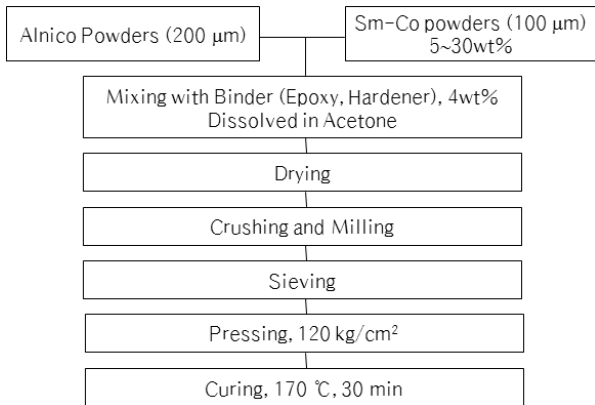 Alnico Powders (200 μm)
Sm-Co powders (100 μm)
5~30wt%
Mixing with Binder (Epoxy, Hardener), 4wt%
Dissolved in Acetone
Drying
Crushing and Milling
Sieving
Pressing, 120 kg/cm²
Curing, 170 ℃, 30 min